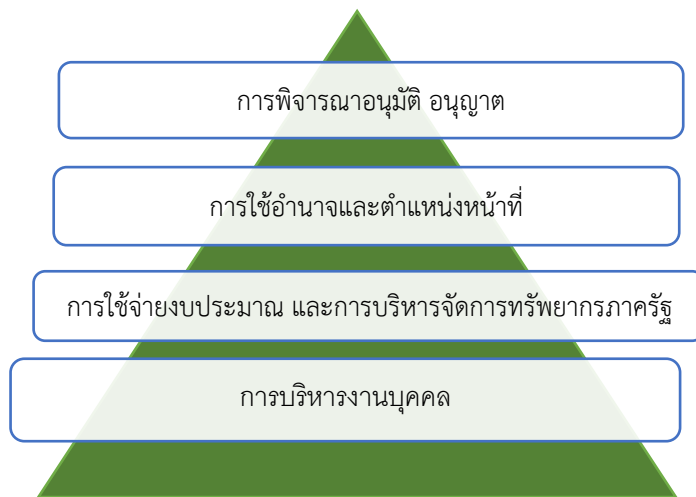 การพิจารณาอนุมัติ อนุญาต
การใช้อำนาจและตำแหน่งหน้าที่
การใช้จ่ายงบประมาณ และการบริหารจัดการทรัพยากรภาครัฐ
การบริหารงานบุคคล